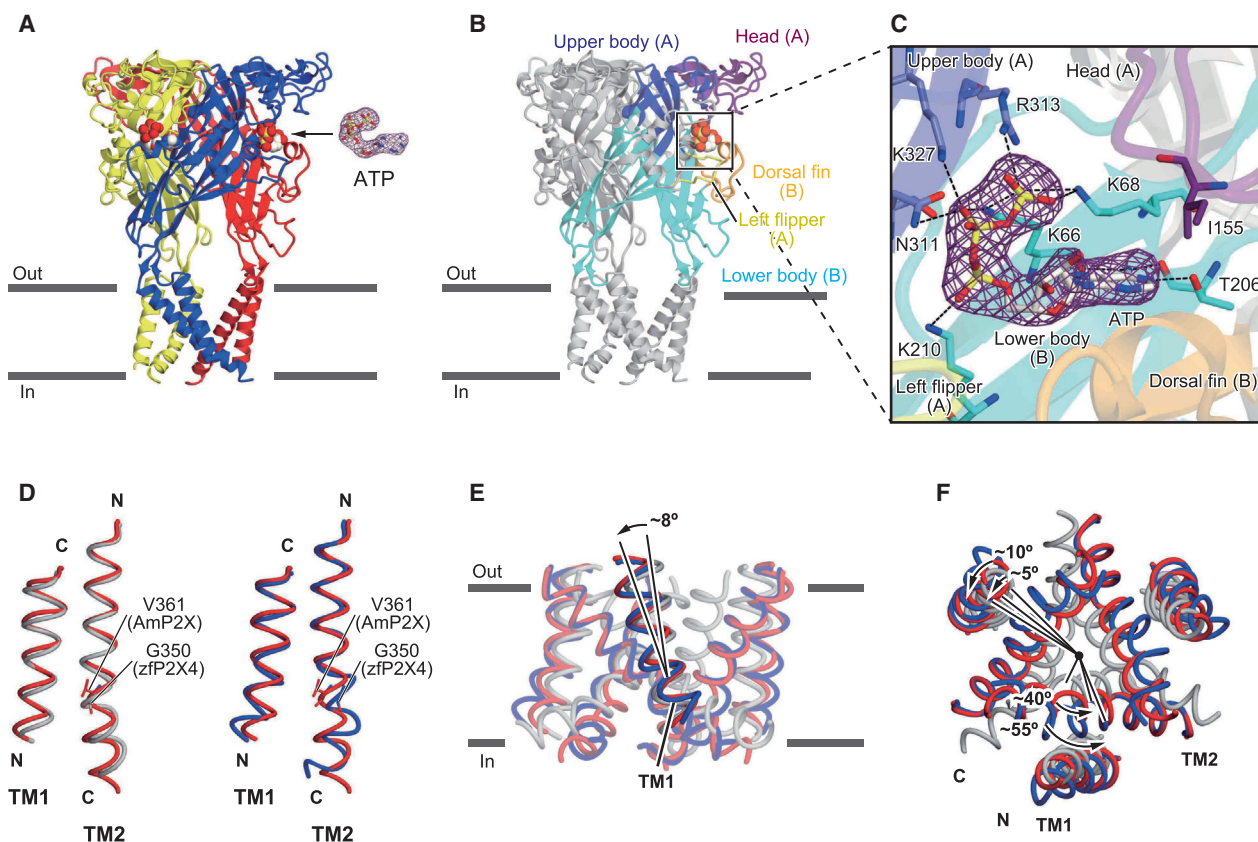 A
ATP
Out
In
B
Upper body (A)
Head (A)
Dorsal fin
(B)
Left flipper
(A)
Lower body (B)
Out
In
C
Upper body (A)
Head (A)
R313
K327
K68
N311
K66
I155
T206
ATP
Lower body
(B)
K210
Left flipper
(A)
Dorsal fin (B)
D
N
C
V361
(AmP2X)
G350
(zfP2X4)
N
TM1
C
TM2
N
C
V361
(AmP2X)
G350
(zfP2X4)
N
TM1
C
TM2
E
~8º
Out
In
TM1
F
~10º
~5º
~40º
~55º
C
N
TM1
TM2